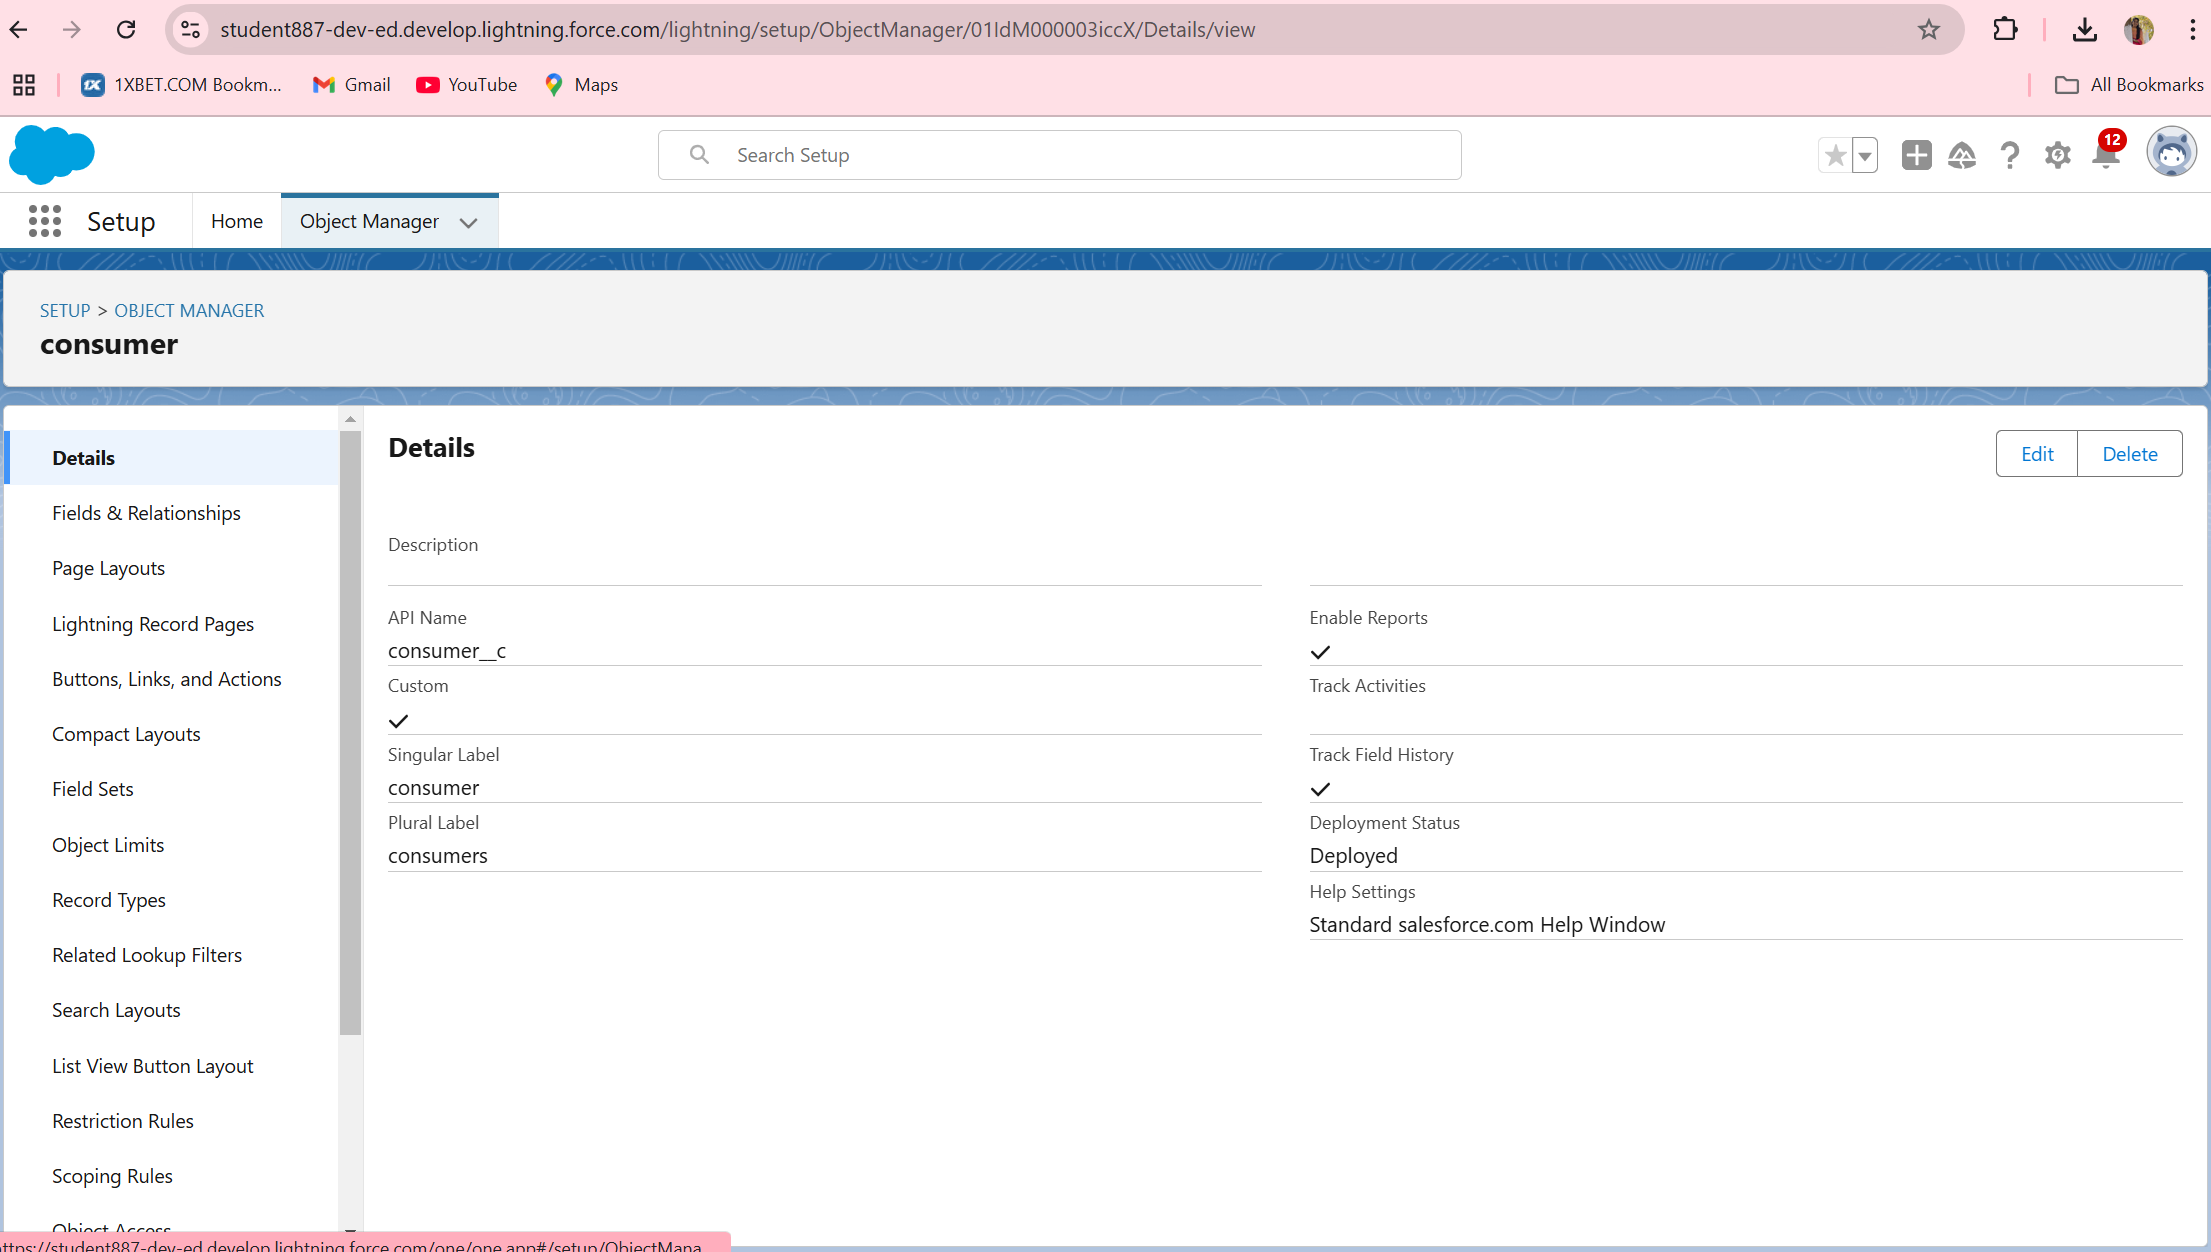 student887-dev-ed.develop.lightning.force.com/lightning/setup/ObjectManager/01IdM000003iccX/Details/view
1XBET.COM Bookm... Gmail YouTube Maps All Bookmarks
Search Setup
12
Setup Home Object Manager
SETUP > OBJECT MANAGER
consumer
Details
Fields & Relationships
Page Layouts
Lightning Record Pages
Buttons, Links, and Actions
Compact Layouts
Field Sets
Object Limits
Record Types
Related Lookup Filters
Search Layouts
List View Button Layout
Restriction Rules
Scoping Rules
Object Access
Details
Edit Delete
Description
API Name
consumer__c
Custom
Singular Label
consumer
Plural Label
consumers
Enable Reports
Track Activities
Track Field History
Deployment Status
Deployed
Help Settings
Standard salesforce.com Help Window
ttps://student887-dev-ed.develop.lightning.force.com/one/one.app#/setup/ObjectMana...